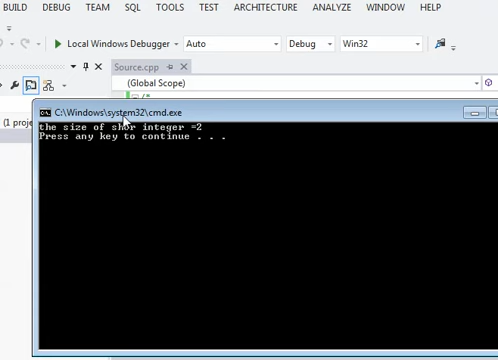 BUILD DEBUG TEAM SQL TOOLS TEST ARCHITECTURE ANALYZE WINDOW HELP
Local Windows Debugger Auto Debug Win32
Source.cpp
(Global Scope)
/*
C:\Windows\system32\cmd.exe
(1 proje
the size of shor integer =2
Press any key to continue . . .